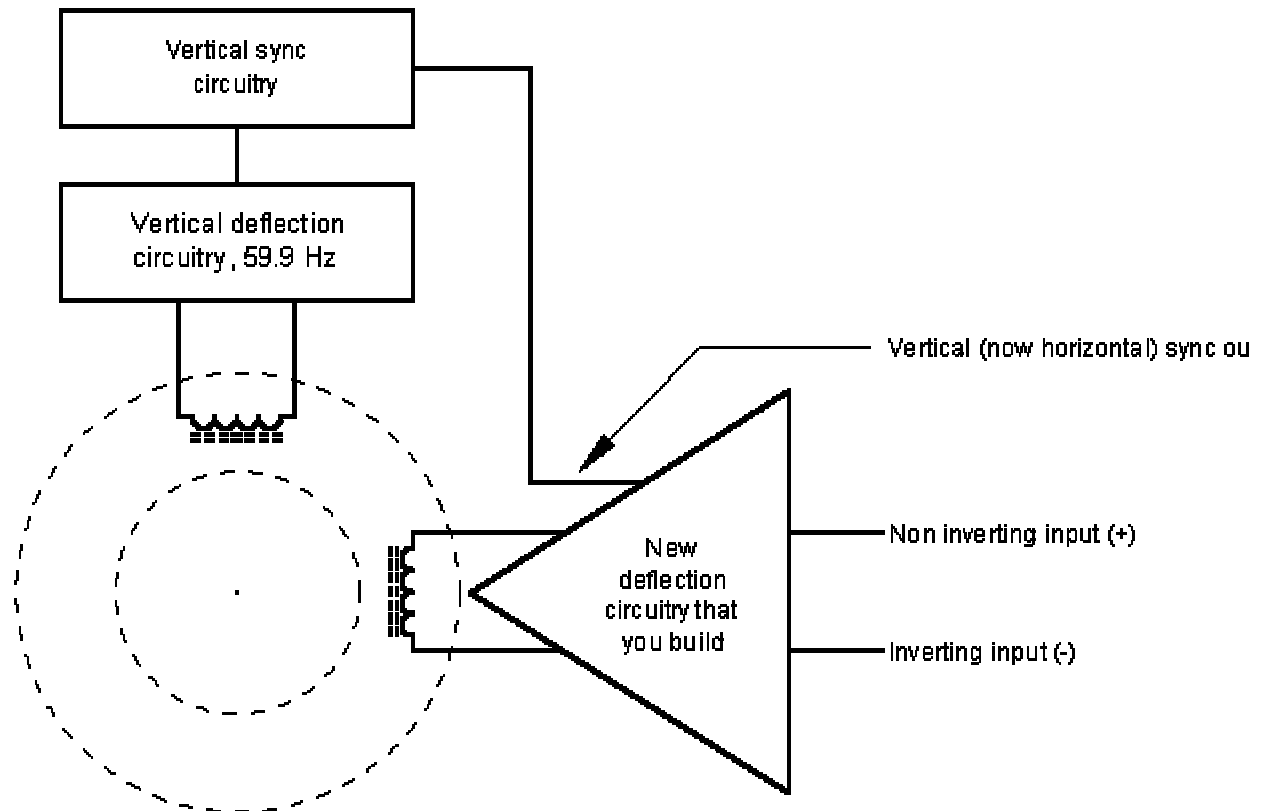 Vertical sync
circuitry
Vertical deflection
circuitry, 59.9 Hz
Vertical (now horizontal) sync ou
New
deflection
circuitry that
you build
Non inverting input (+)
Inverting input (-)